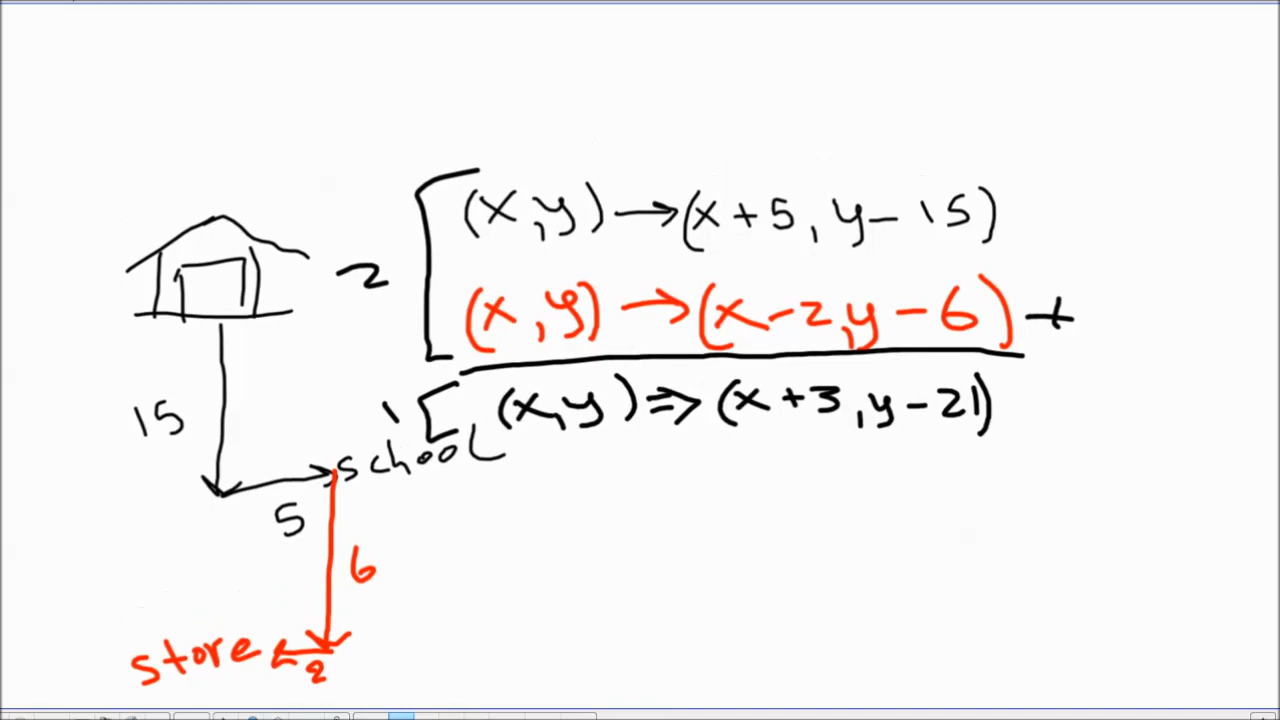 (x,y) → (x+5, y-15)
2
(x,y) → (x-2,y-6) +
1 (x,y) ⇒ (x+3,y-21)
15
school
5
6
store
2